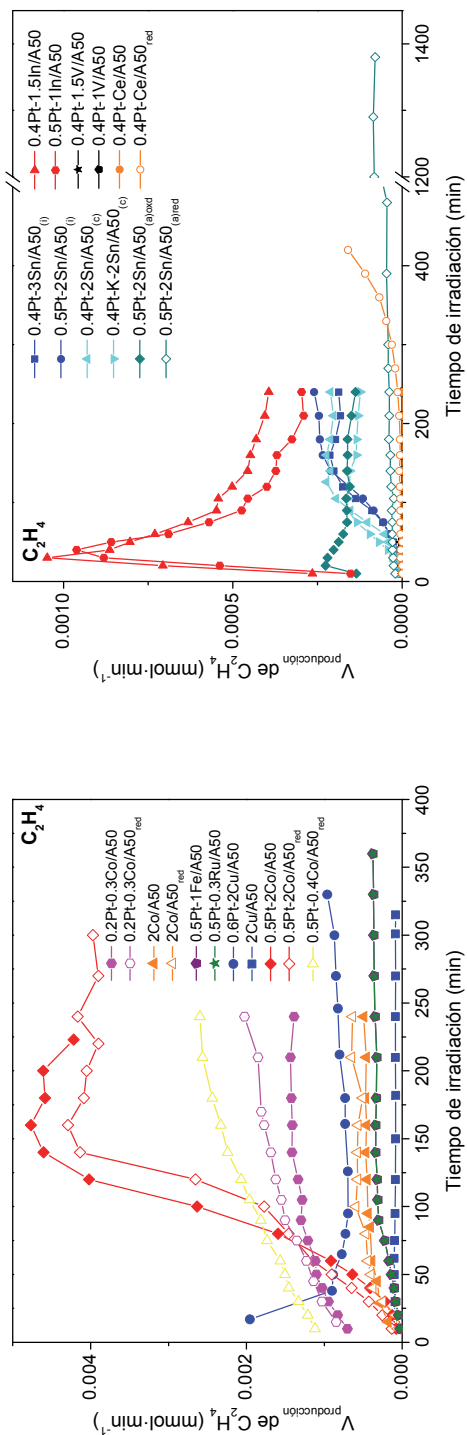 C₂H₄
0.2Pt-0.3Co/A50
0.2Pt-0.3Co/A50red
2Co/A50
2Co/A50red
0.5Pt-1Fe/A50
0.5Pt-0.3Ru/A50
0.6Pt-2Cu/A50
2Cu/A50
0.5Pt-2Co/A50
0.5Pt-2Co/A50red
0.5Pt-0.4Co/A50red
0.004
0.002
0.000
Vproducción
de C₂H₄ (mmol·min⁻¹)
0 50 100 150 200 250 300 350 400
Tiempo de irradiación (min)
C₂H₄
0.4Pt-3Sn/A50(i)
0.5Pt-2Sn/A50(i)
0.4Pt-2Sn/A50(c)
0.4Pt-K-2Sn/A50(c)
0.5Pt-2Sn/A50(a)oxd
0.5Pt-2Sn/A50(a)red
0.4Pt-1.5In/A50
0.5Pt-1In/A50
0.4Pt-1.5V/A50
0.4Pt-1V/A50
0.4Pt-Ce/A50
0.4Pt-Ce/A50red
0.0010
0.0005
0.0000
Vproducción
de C₂H₄ (mmol·min⁻¹)
0 200 400 1200 1400
Tiempo de irradiación (min)